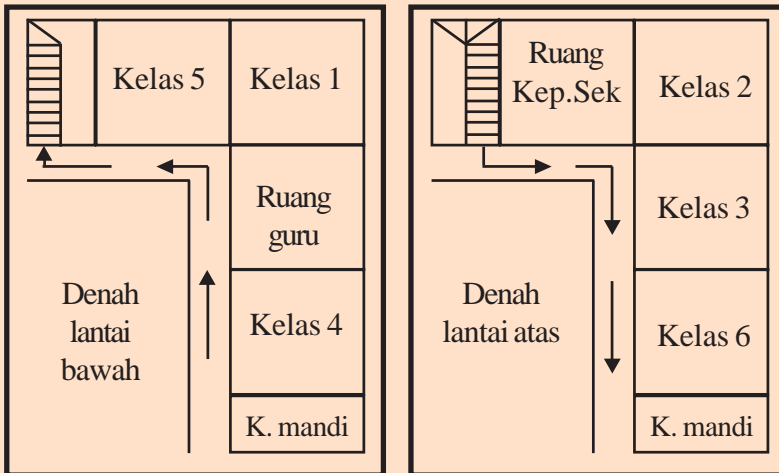 Kelas 5
Kelas 1
Ruang
guru
Kelas 4
K. mandi
Denah
lantai
bawah
Ruang
Kep.Sek
Kelas 2
Kelas 3
Kelas 6
K. mandi
Denah
lantai atas